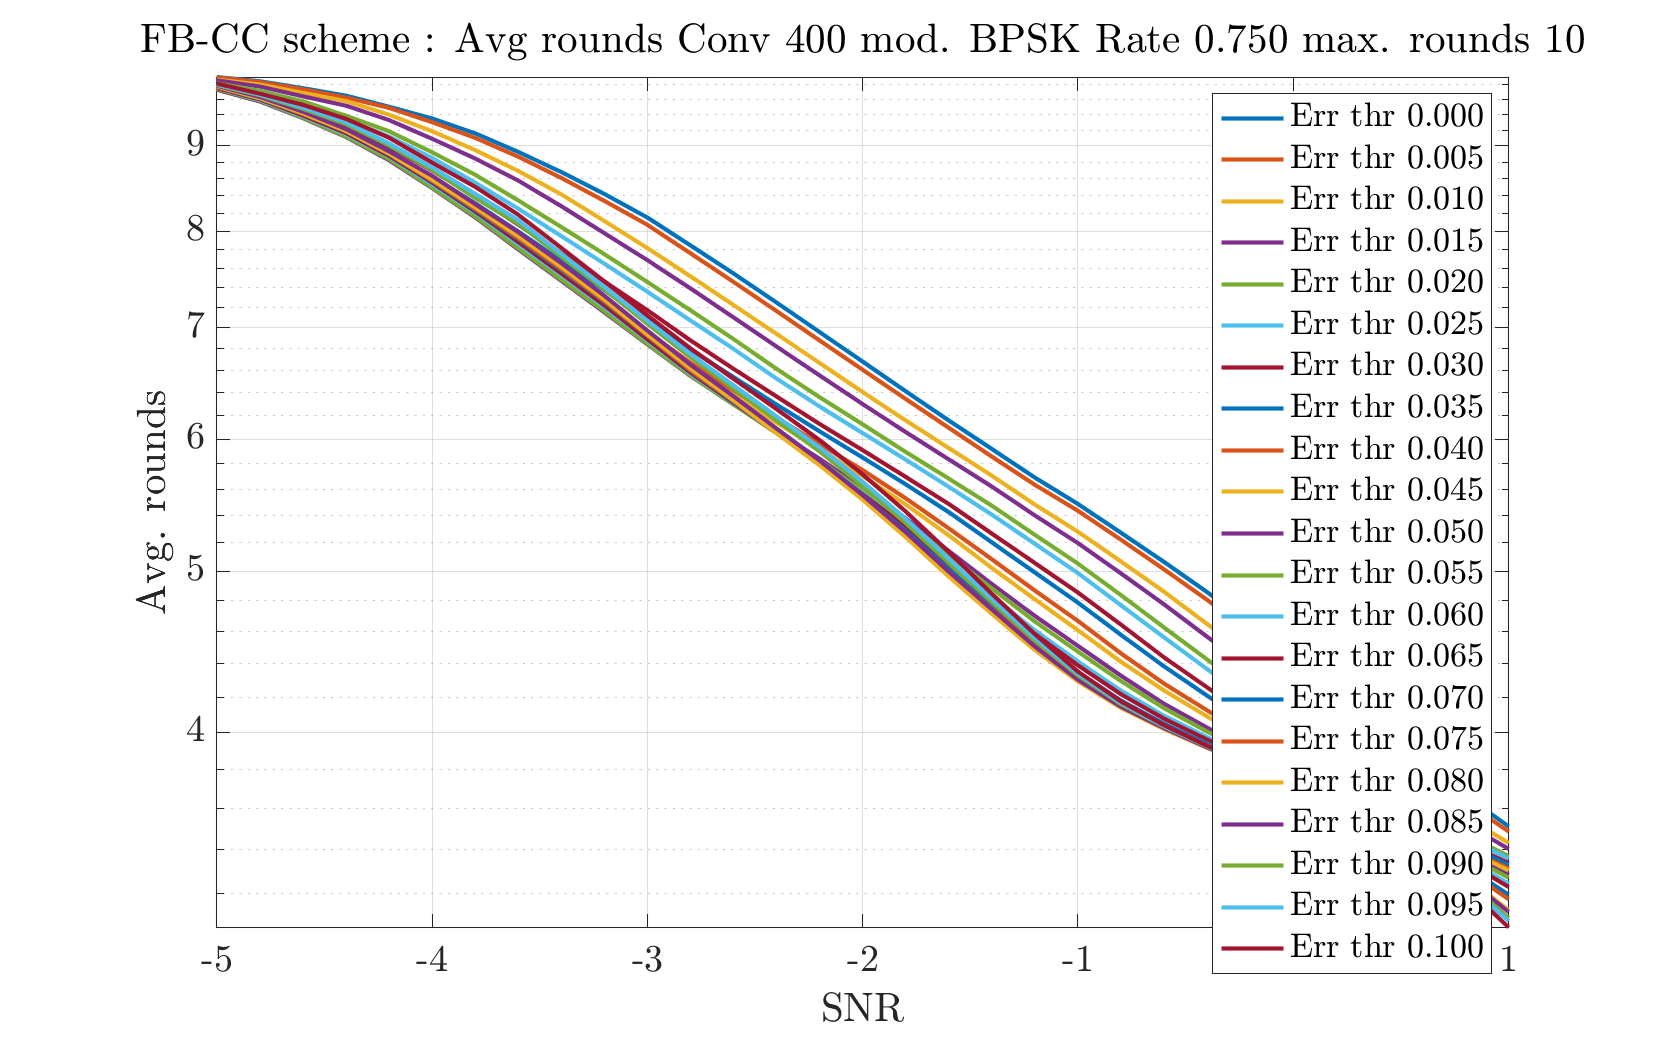 FB-CC scheme : Avg rounds Conv 400 mod. BPSK Rate 0.750 max. rounds 10
9
8
7
6
5
4
Avg. rounds
-5 -4 -3 -2 -1 1
SNR
Err thr 0.000
Err thr 0.005
Err thr 0.010
Err thr 0.015
Err thr 0.020
Err thr 0.025
Err thr 0.030
Err thr 0.035
Err thr 0.040
Err thr 0.045
Err thr 0.050
Err thr 0.055
Err thr 0.060
Err thr 0.065
Err thr 0.070
Err thr 0.075
Err thr 0.080
Err thr 0.085
Err thr 0.090
Err thr 0.095
Err thr 0.100